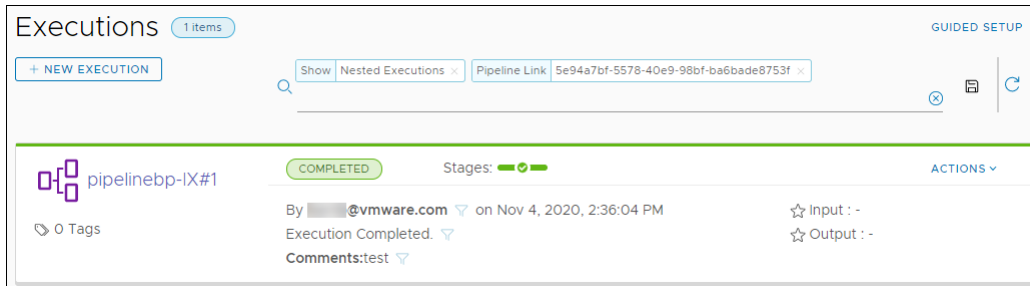 Executions 1 items
GUIDED SETUP
+ NEW EXECUTION
Show Nested Executions × Pipeline Link 5e94a7bf-5578-40e9-98bf-ba6bade8753f ×
pipelinebp-IX#1
0 Tags
COMPLETED Stages:
ACTIONS
By @vmware.com on Nov 4, 2020, 2:36:04 PM
Execution Completed.
Comments:test
Input : -
Output : -